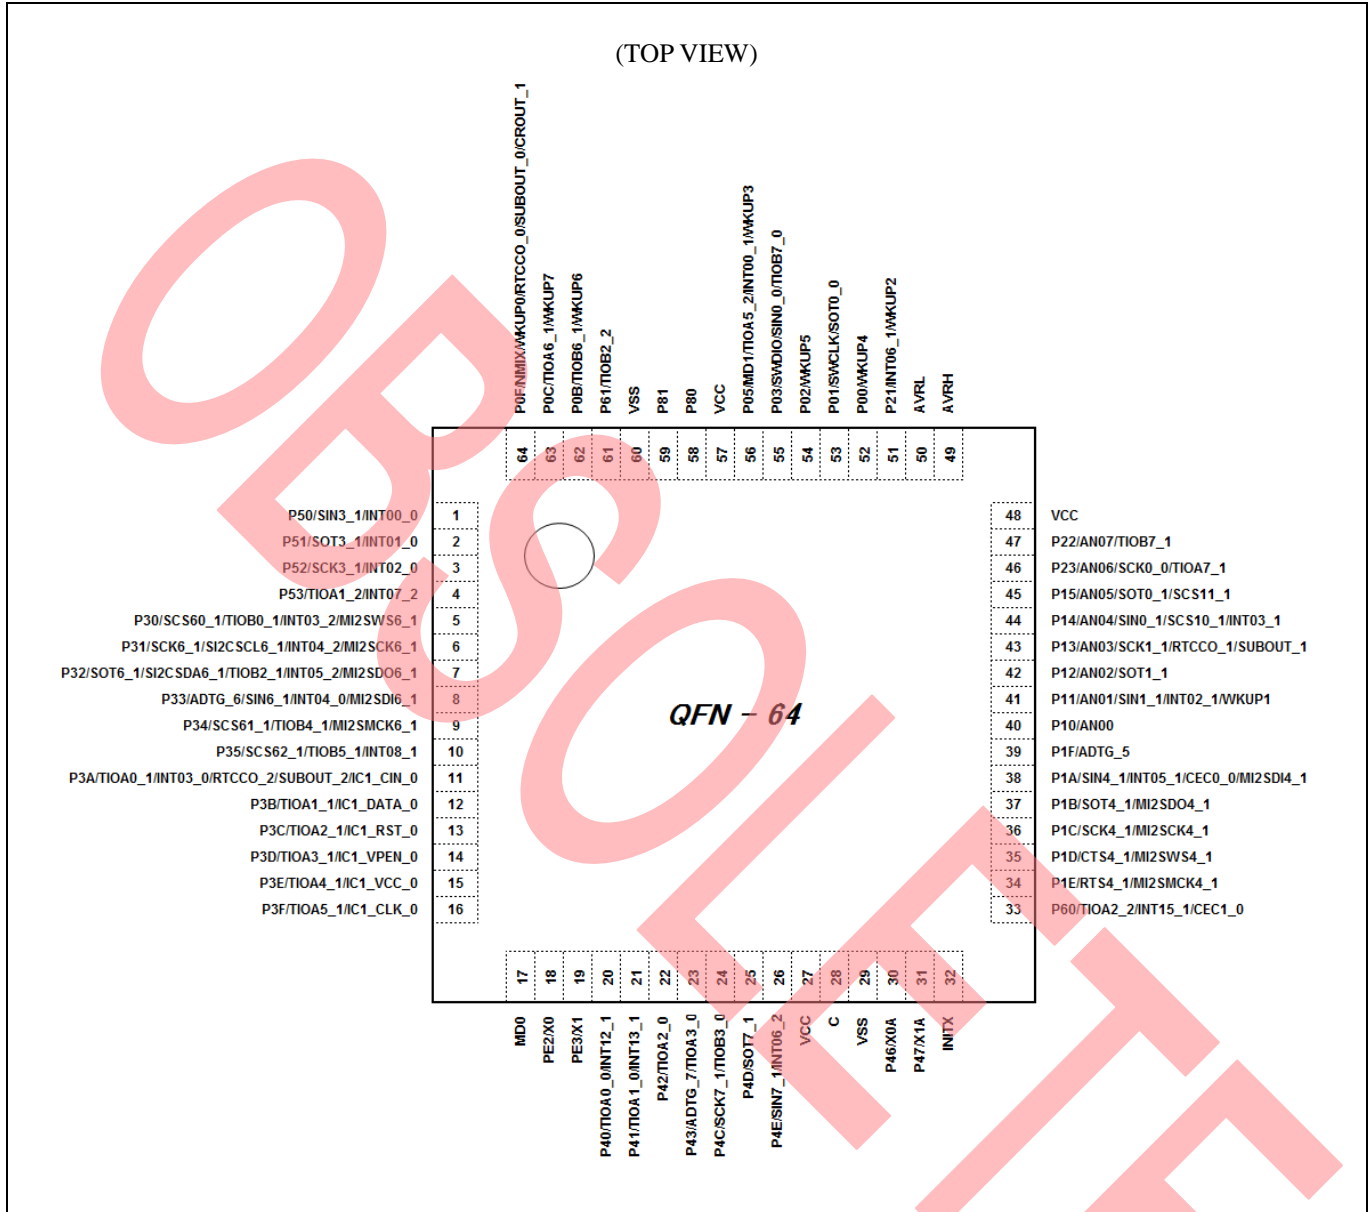 (TOP VIEW)
P0F/NMIX/WKUP0/RTCCO_0/SUBOUT_0/CROUT_1
P0C/TIOA6_1/WKUP7
P0B/TIOB6_1/WKUP6
P61/TIOB2_2
VSS
P81
P80
VCC
P05/MD1/TIOA5_2/INT00_1/WKUP3
P03/SWDIO/SIN0_0/TIOB7_0
P02/WKUP5
P01/SWCLK/SOT0_0
P00/WKUP4
P21/INT06_1/WKUP2
AVRL
AVRH
64 63 62 61 60 59 58 57 56 55 54 53 52 51 50 49
P50/SIN3_1/INT00_0 1
P51/SOT3_1/INT01_0 2
P52/SCK3_1/INT02_0 3
P53/TIOA1_2/INT07_2 4
P30/SCS60_1/TIOB0_1/INT03_2/MI2SWS6_1 5
P31/SCK6_1/SI2CSCL6_1/INT04_2/MI2SCK6_1 6
P32/SOT6_1/SI2CSDA6_1/TIOB2_1/INT05_2/MI2SDO6_1 7
P33/ADTG_6/SIN6_1/INT04_0/MI2SDI6_1 8
P34/SCS61_1/TIOB4_1/MI2SMCK6_1 9
P35/SCS62_1/TIOB5_1/INT08_1 10
P3A/TIOA0_1/INT03_0/RTCCO_2/SUBOUT_2/IC1_CIN_0 11
P3B/TIOA1_1/IC1_DATA_0 12
P3C/TIOA2_1/IC1_RST_0 13
P3D/TIOA3_1/IC1_VPEN_0 14
P3E/TIOA4_1/IC1_VCC_0 15
P3F/TIOA5_1/IC1_CLK_0 16
QFN - 64
48 VCC
47 P22/AN07/TIOB7_1
46 P23/AN06/SCK0_0/TIOA7_1
45 P15/AN05/SOT0_1/SCS11_1
44 P14/AN04/SIN0_1/SCS10_1/INT03_1
43 P13/AN03/SCK1_1/RTCCO_1/SUBOUT_1
42 P12/AN02/SOT1_1
41 P11/AN01/SIN1_1/INT02_1/WKUP1
40 P10/AN00
39 P1F/ADTG_5
38 P1A/SIN4_1/INT05_1/CEC0_0/MI2SDI4_1
37 P1B/SOT4_1/MI2SDO4_1
36 P1C/SCK4_1/MI2SCK4_1
35 P1D/CTS4_1/MI2SWS4_1
34 P1E/RTS4_1/MI2SMCK4_1
33 P60/TIOA2_2/INT15_1/CEC1_0
17 18 19 20 21 22 23 24 25 26 27 28 29 30 31 32
MD0
PE2/X0
PE3/X1
P40/TIOA0_0/INT12_1
P41/TIOA1_0/INT13_1
P42/TIOA2_0
P43/ADTG_7/TIOA3_0
P4C/SCK7_1/TIOB3_0
P4D/SOT7_1
P4E/SIN7_1/INT06_2
VCC
C
VSS
P46/X0A
P47/X1A
INITX
OBSOLETE